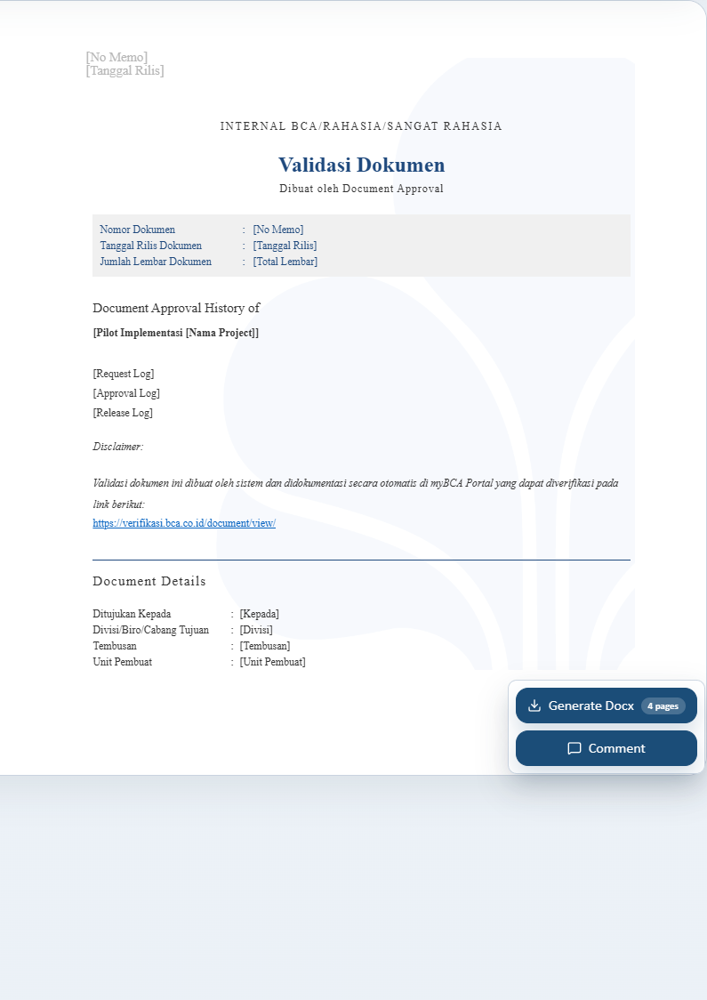 [No Memo]
[Tanggal Rilis]
INTERNAL BCA/RAHASIA/SANGAT RAHASIA
Validasi Dokumen
Dibuat oleh Document Approval
Nomor Dokumen : [No Memo]
Tanggal Rilis Dokumen : [Tanggal Rilis]
Jumlah Lembar Dokumen : [Total Lembar]
Document Approval History of
[Pilot Implementasi [Nama Project]]
[Request Log]
[Approval Log]
[Release Log]
Disclaimer:
Validasi dokumen ini dibuat oleh sistem dan didokumentasi secara otomatis di myBCA Portal yang dapat diverifikasi pada
link berikut:
https://verifikasi.bca.co.id/document/view/
Document Details
Ditujukan Kepada : [Kepada]
Divisi/Biro/Cabang Tujuan : [Divisi]
Tembusan : [Tembusan]
Unit Pembuat : [Unit Pembuat]
Generate Docx 4 pages
Comment